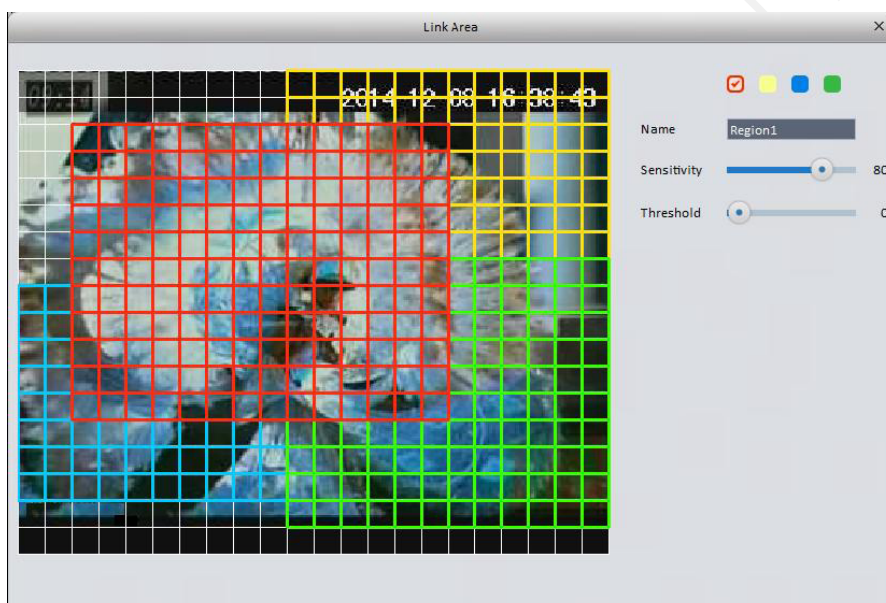 Link Area
2014-12-08 16:38:43
Name
Region1
Sensitivity
80
Threshold
0